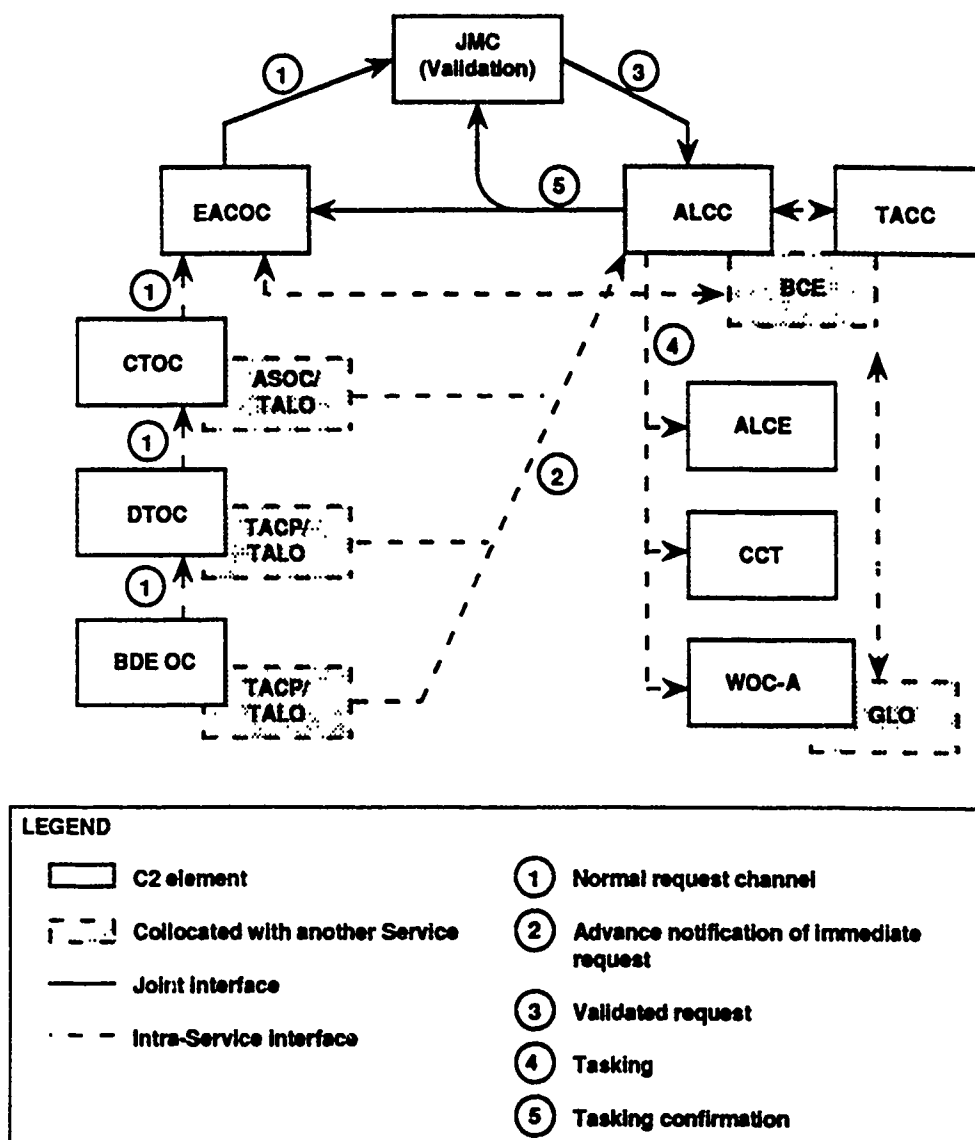 JMC
(Validation)
1
3
EACOC
5
ALCC
TACC
1
BCE
CTOC
ASOC/
TALO
4
1
ALCE
2
DTOC
TACP/
TALO
CCT
1
BDE OC
TACP/
TALO
WOC-A
GLO
LEGEND
C2 element
Collocated with another Service
Joint interface
Intra-Service interface
1 Normal request channel
2 Advance notification of immediate
request
3 Validated request
4 Tasking
5 Tasking confirmation